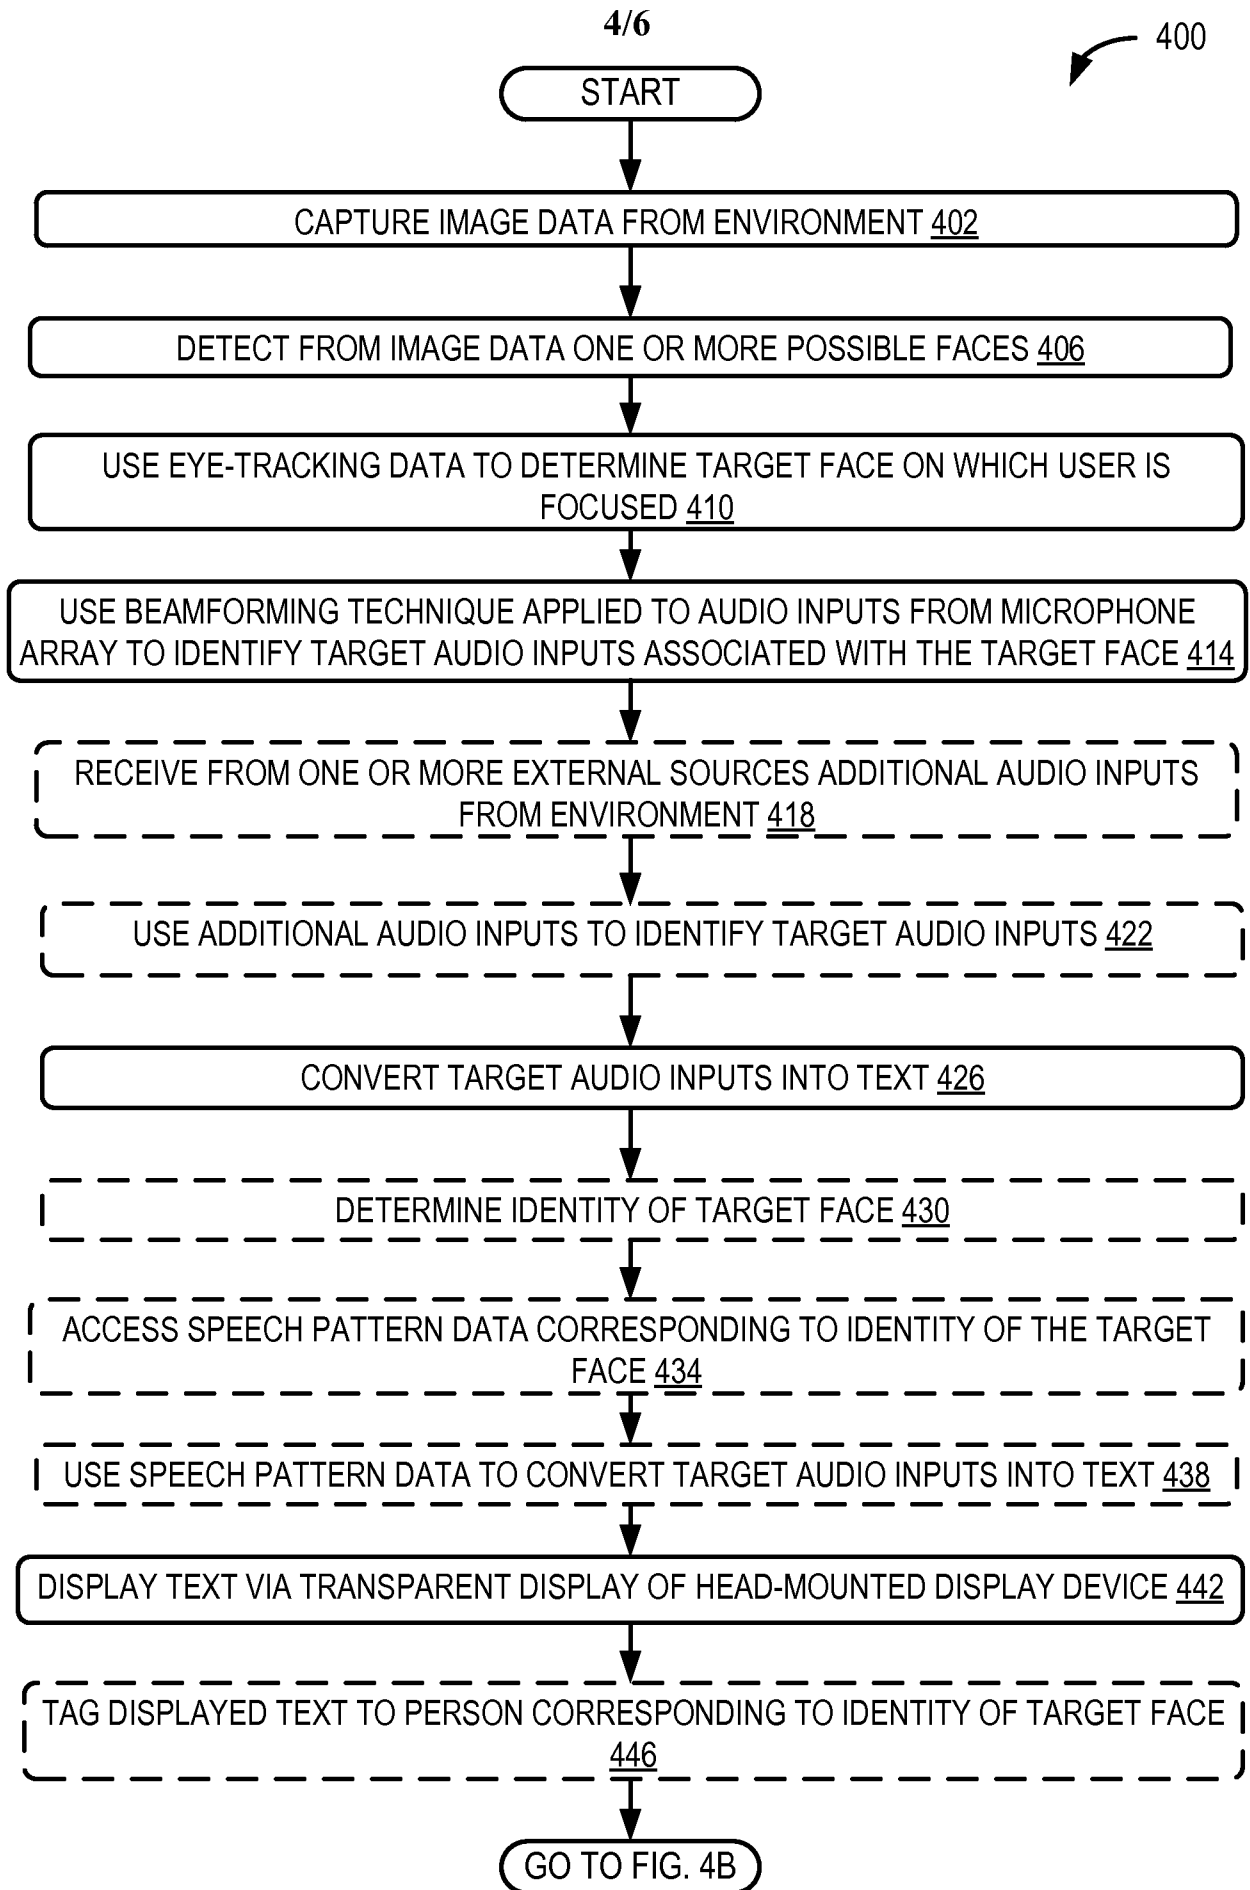 4/6
400
START
CAPTURE IMAGE DATA FROM ENVIRONMENT 402
DETECT FROM IMAGE DATA ONE OR MORE POSSIBLE FACES 406
USE EYE-TRACKING DATA TO DETERMINE TARGET FACE ON WHICH USER IS
FOCUSED 410
USE BEAMFORMING TECHNIQUE APPLIED TO AUDIO INPUTS FROM MICROPHONE
ARRAY TO IDENTIFY TARGET AUDIO INPUTS ASSOCIATED WITH THE TARGET FACE 414
RECEIVE FROM ONE OR MORE EXTERNAL SOURCES ADDITIONAL AUDIO INPUTS
FROM ENVIRONMENT 418
USE ADDITIONAL AUDIO INPUTS TO IDENTIFY TARGET AUDIO INPUTS 422
CONVERT TARGET AUDIO INPUTS INTO TEXT 426
DETERMINE IDENTITY OF TARGET FACE 430
ACCESS SPEECH PATTERN DATA CORRESPONDING TO IDENTITY OF THE TARGET
FACE 434
USE SPEECH PATTERN DATA TO CONVERT TARGET AUDIO INPUTS INTO TEXT 438
DISPLAY TEXT VIA TRANSPARENT DISPLAY OF HEAD-MOUNTED DISPLAY DEVICE 442
TAG DISPLAYED TEXT TO PERSON CORRESPONDING TO IDENTITY OF TARGET FACE
446
GO TO FIG. 4B